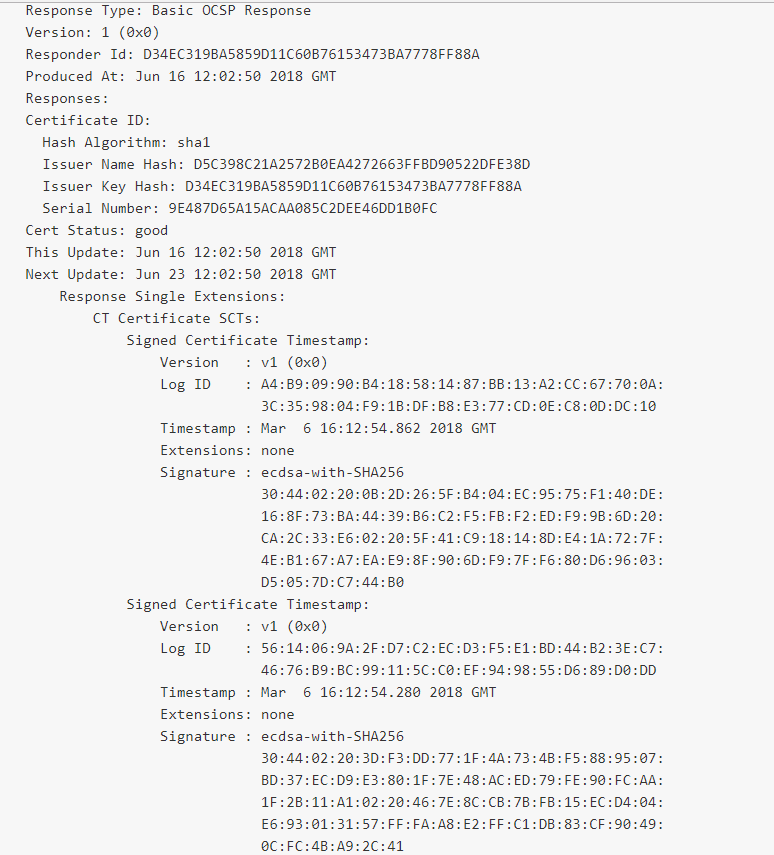 Response Type: Basic OCSP Response
Version: 1 (0x0)
Responder Id: D34EC319BA5859D11C60B76153473BA7778FF88A
Produced At: Jun 16 12:02:50 2018 GMT
Responses:
Certificate ID:
  Hash Algorithm: sha1
  Issuer Name Hash: D5C398C21A2572B0EA4272663FFBD90522DFE38D
  Issuer Key Hash: D34EC319BA5859D11C60B76153473BA7778FF88A
  Serial Number: 9E487D65A15ACAA085C2DEE46DD1B0FC
Cert Status: good
This Update: Jun 16 12:02:50 2018 GMT
Next Update: Jun 23 12:02:50 2018 GMT
    Response Single Extensions:
        CT Certificate SCTs:
            Signed Certificate Timestamp:
                Version   : v1 (0x0)
                Log ID    : A4:B9:09:90:B4:18:58:14:87:BB:13:A2:CC:67:70:0A:
                            3C:35:98:04:F9:1B:DF:B8:E3:77:CD:0E:C8:0D:DC:10
                Timestamp : Mar  6 16:12:54.862 2018 GMT
                Extensions: none
                Signature : ecdsa-with-SHA256
                            30:44:02:20:0B:2D:26:5F:B4:04:EC:95:75:F1:40:DE:
                            16:8F:73:BA:44:39:B6:C2:F5:FB:F2:ED:F9:9B:6D:20:
                            CA:2C:33:E6:02:20:5F:41:C9:18:14:8D:E4:1A:72:7F:
                            4E:B1:67:A7:EA:E9:8F:90:6D:F9:7F:F6:80:D6:96:03:
                            D5:05:7D:C7:44:B0
            Signed Certificate Timestamp:
                Version   : v1 (0x0)
                Log ID    : 56:14:06:9A:2F:D7:C2:EC:D3:F5:E1:BD:44:B2:3E:C7:
                            46:76:B9:BC:99:11:5C:C0:EF:94:98:55:D6:89:D0:DD
                Timestamp : Mar  6 16:12:54.280 2018 GMT
                Extensions: none
                Signature : ecdsa-with-SHA256
                            30:44:02:20:3D:F3:DD:77:1F:4A:73:4B:F5:88:95:07:
                            BD:37:EC:D9:E3:80:1F:7E:48:AC:ED:79:FE:90:FC:AA:
                            1F:2B:11:A1:02:20:46:7E:8C:CB:7B:FB:15:EC:D4:04:
                            E6:93:01:31:57:FF:FA:A8:E2:FF:C1:DB:83:CF:90:49:
                            0C:FC:4B:A9:2C:41